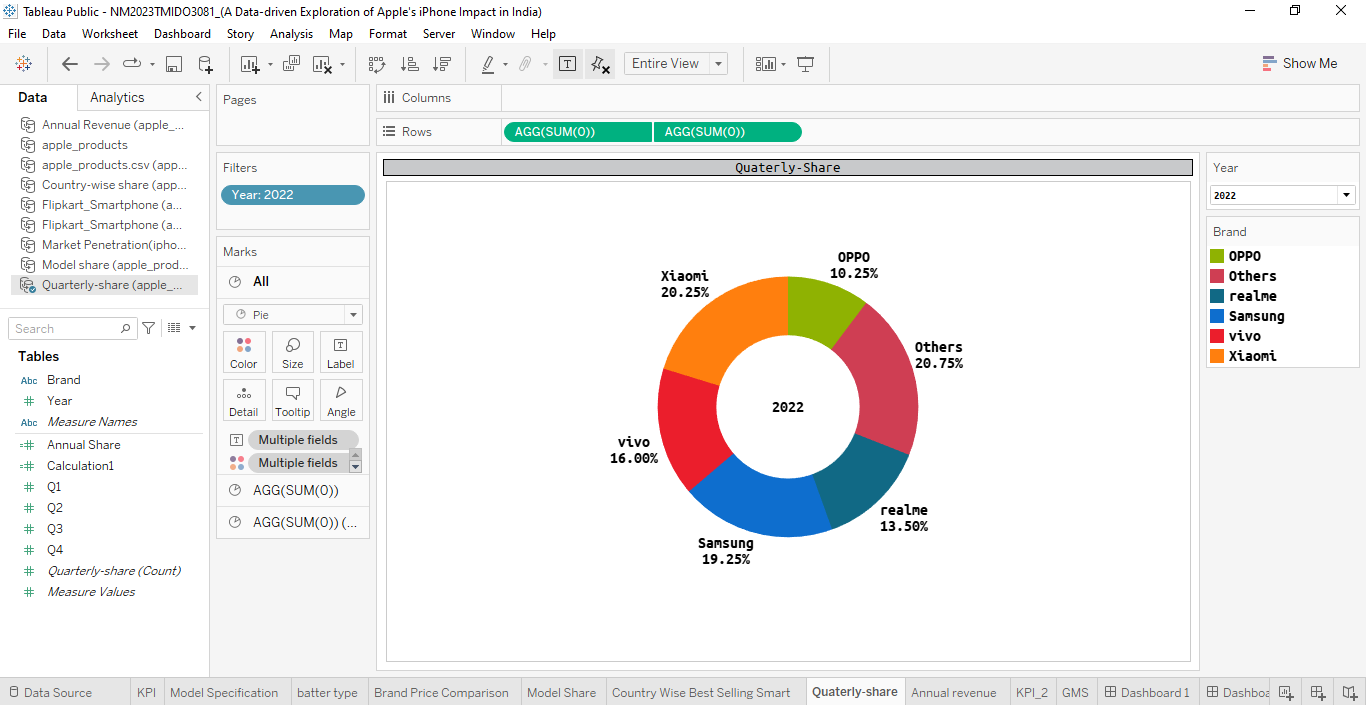 Tableau Public - NM2023TMIDO3081_(A Data-driven Exploration of Apple's iPhone Impact in India)
File Data Worksheet Dashboard Story Analysis Map Format Server Window Help
Entire View
Show Me
Data Analytics
Annual Revenue (apple_...
apple_products
apple_products.csv (app...
Country-wise share (app...
Flipkart_Smartphone (a...
Flipkart_Smartphone (a...
Market Penetration(ipho...
Model share (apple_prod...
Quarterly-share (apple_...
Search
Tables
Abc Brand
Year
Abc Measure Names
Annual Share
Calculation1
Q1
Q2
Q3
Q4
Quarterly-share (Count)
Measure Values
Pages
Filters
Year: 2022
Marks
All
Pie
Color Size Label
Detail Tooltip Angle
Multiple fields
Multiple fields
AGG(SUM(0))
AGG(SUM(0)) (...
Columns
Rows AGG(SUM(0)) AGG(SUM(0))
Quaterly-Share
OPPO
10.25%
Xiaomi
20.25%
Others
20.75%
2022
vivo
16.00%
realme
13.50%
Samsung
19.25%
Year
2022
Brand
OPPO
Others
realme
Samsung
vivo
Xiaomi
Data Source KPI Model Specification batter type Brand Price Comparison Model Share Country Wise Best Selling Smart Quaterly-share Annual revenue KPI_2 GMS Dashboard 1 Dashboa